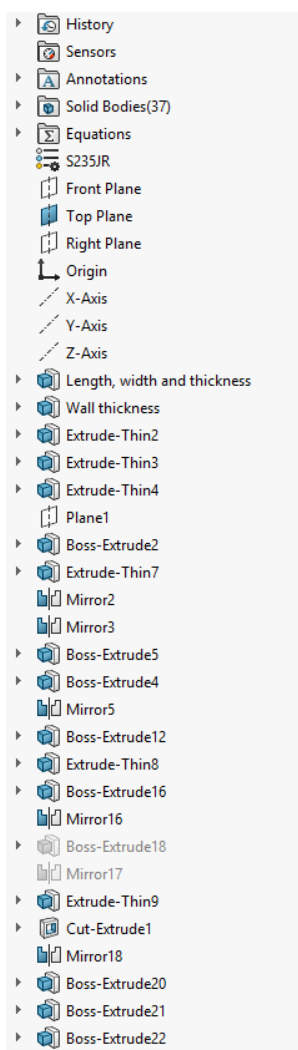 History
Sensors
Annotations
Solid Bodies(37)
Equations
S235JR
Front Plane
Top Plane
Right Plane
Origin
X-Axis
Y-Axis
Z-Axis
Length, width and thickness
Wall thickness
Extrude-Thin2
Extrude-Thin3
Extrude-Thin4
Plane1
Boss-Extrude2
Extrude-Thin7
Mirror2
Mirror3
Boss-Extrude5
Boss-Extrude4
Mirror5
Boss-Extrude12
Extrude-Thin8
Boss-Extrude16
Mirror16
Boss-Extrude18
Mirror17
Extrude-Thin9
Cut-Extrude1
Mirror18
Boss-Extrude20
Boss-Extrude21
Boss-Extrude22